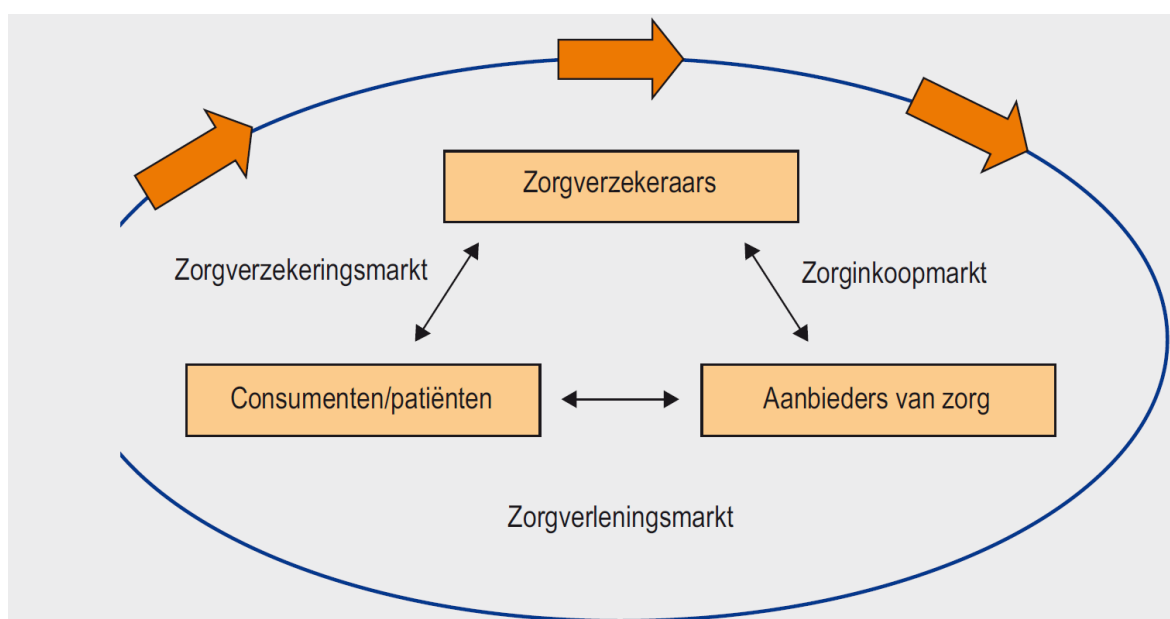 Zorgverzekeraars
Zorgverzekeringsmarkt
Zorginkoopmarkt
Consumenten/patiënten
Aanbieders van zorg
Zorgverleningsmarkt